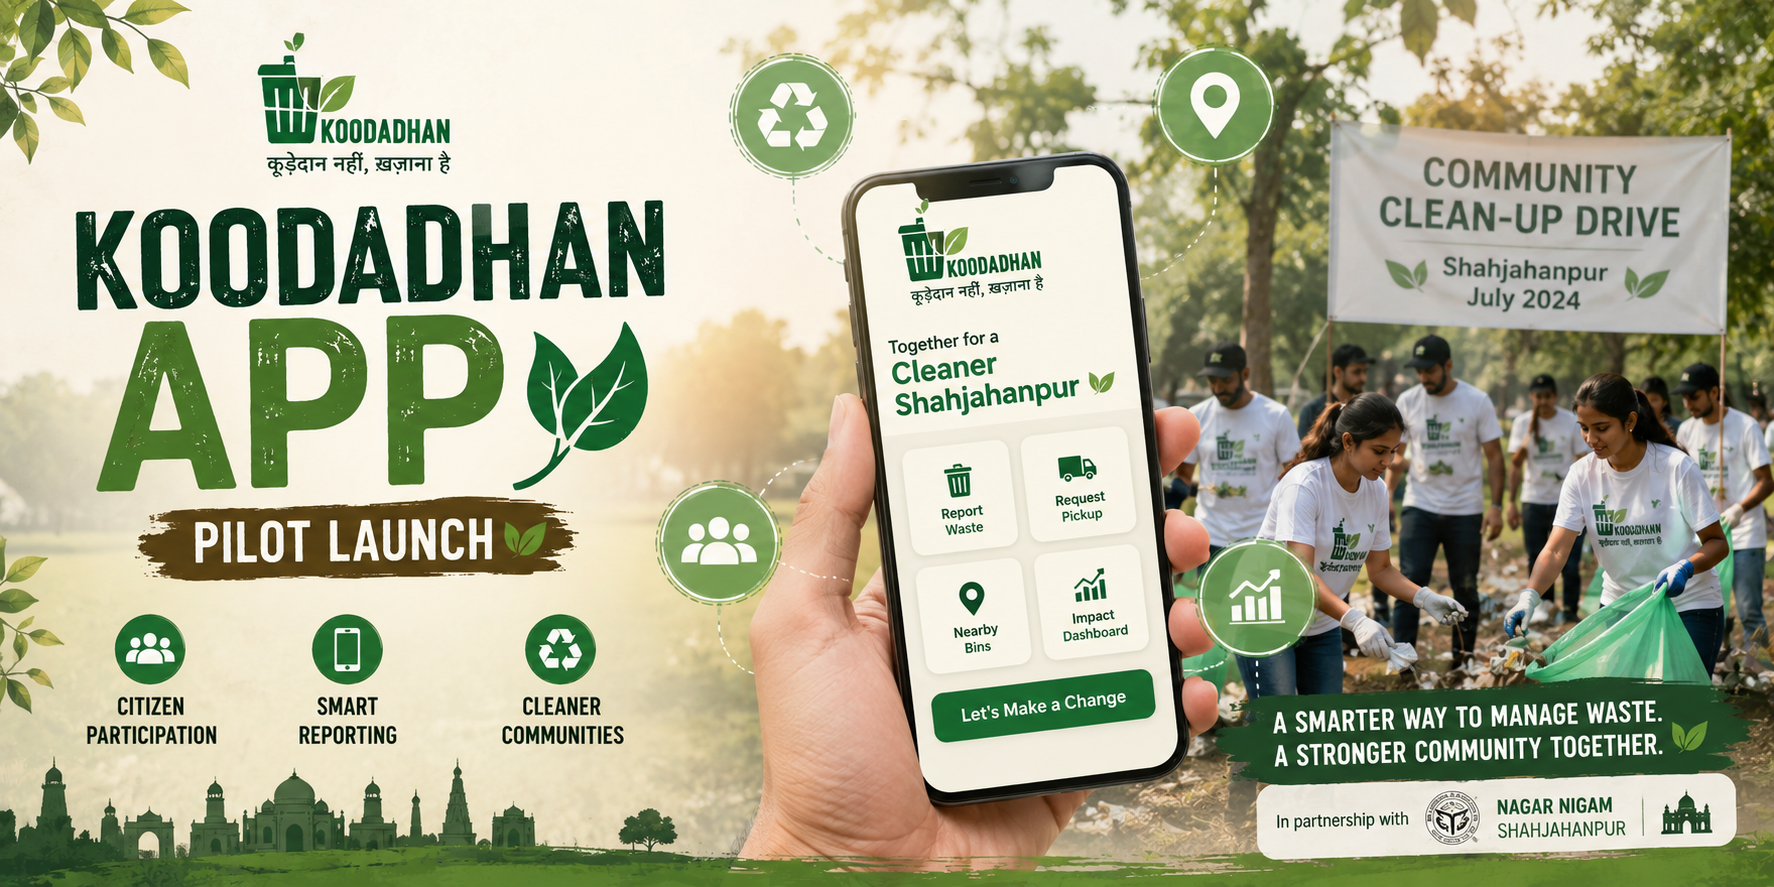 KOODADHAN
कूड़ेदान नहीं, ख़ज़ाना है
KOODADHAN
APP
PILOT LAUNCH
CITIZEN
PARTICIPATION
SMART
REPORTING
CLEANER
COMMUNITIES
KOODADHAN
कूड़ेदान नहीं, ख़ज़ाना है
Together for a
Cleaner
Shahjahanpur
Report
Waste
Request
Pickup
Nearby
Bins
Impact
Dashboard
Let's Make a Change
COMMUNITY
CLEAN-UP DRIVE
Shahjahanpur
July 2024
A SMARTER WAY TO MANAGE WASTE.
A STRONGER COMMUNITY TOGETHER.
In partnership with
NAGAR NIGAM
SHAHJAHANPUR